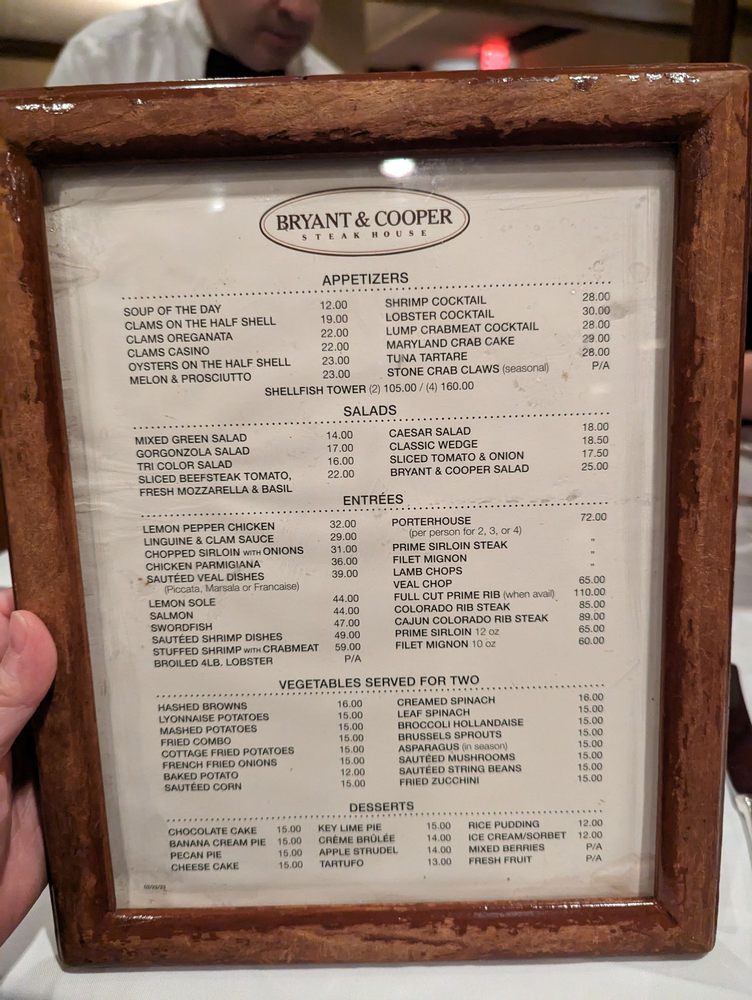 BRYANT & COOPER
STEAK HOUSE
APPETIZERS
SOUP OF THE DAY 12.00
CLAMS ON THE HALF SHELL 19.00
CLAMS OREGANATA 22.00
CLAMS CASINO 22.00
OYSTERS ON THE HALF SHELL 23.00
MELON & PROSCIUTTO 23.00
SHRIMP COCKTAIL 28.00
LOBSTER COCKTAIL 30.00
LUMP CRABMEAT COCKTAIL 28.00
MARYLAND CRAB CAKE 29.00
TUNA TARTARE 28.00
STONE CRAB CLAWS (seasonal) P/A
SHELLFISH TOWER (2) 105.00 / (4) 160.00
SALADS
MIXED GREEN SALAD 14.00
GORGONZOLA SALAD 17.00
TRI COLOR SALAD 16.00
SLICED BEEFSTEAK TOMATO, 22.00
FRESH MOZZARELLA & BASIL
CAESAR SALAD 18.00
CLASSIC WEDGE 18.50
SLICED TOMATO & ONION 17.50
BRYANT & COOPER SALAD 25.00
ENTRÉES
LEMON PEPPER CHICKEN 32.00
LINGUINE & CLAM SAUCE 29.00
CHOPPED SIRLOIN WITH ONIONS 31.00
CHICKEN PARMIGIANA 36.00
SAUTÉED VEAL DISHES 39.00
(Piccata, Marsala or Francaise)
LEMON SOLE 44.00
SALMON 44.00
SWORDFISH 47.00
SAUTÉED SHRIMP DISHES 49.00
STUFFED SHRIMP WITH CRABMEAT 59.00
BROILED 4LB. LOBSTER P/A
PORTERHOUSE 72.00
(per person for 2, 3, or 4)
PRIME SIRLOIN STEAK "
FILET MIGNON "
LAMB CHOPS "
VEAL CHOP 65.00
FULL CUT PRIME RIB (when avail) 110.00
COLORADO RIB STEAK 85.00
CAJUN COLORADO RIB STEAK 89.00
PRIME SIRLOIN 12 oz 65.00
FILET MIGNON 10 oz 60.00
VEGETABLES SERVED FOR TWO
HASHED BROWNS 16.00
LYONNAISE POTATOES 15.00
MASHED POTATOES 15.00
FRIED COMBO 15.00
COTTAGE FRIED POTATOES 15.00
FRENCH FRIED ONIONS 15.00
BAKED POTATO 12.00
SAUTÉED CORN 15.00
CREAMED SPINACH 16.00
LEAF SPINACH 15.00
BROCCOLI HOLLANDAISE 15.00
BRUSSELS SPROUTS 15.00
ASPARAGUS (in season) 15.00
SAUTÉED MUSHROOMS 15.00
SAUTÉED STRING BEANS 15.00
FRIED ZUCCHINI 15.00
DESSERTS
CHOCOLATE CAKE 15.00
BANANA CREAM PIE 15.00
PECAN PIE 15.00
CHEESE CAKE 15.00
KEY LIME PIE 15.00
CRÈME BRÛLÉE 14.00
APPLE STRUDEL 14.00
TARTUFO 13.00
RICE PUDDING 12.00
ICE CREAM/SORBET 12.00
MIXED BERRIES P/A
FRESH FRUIT P/A